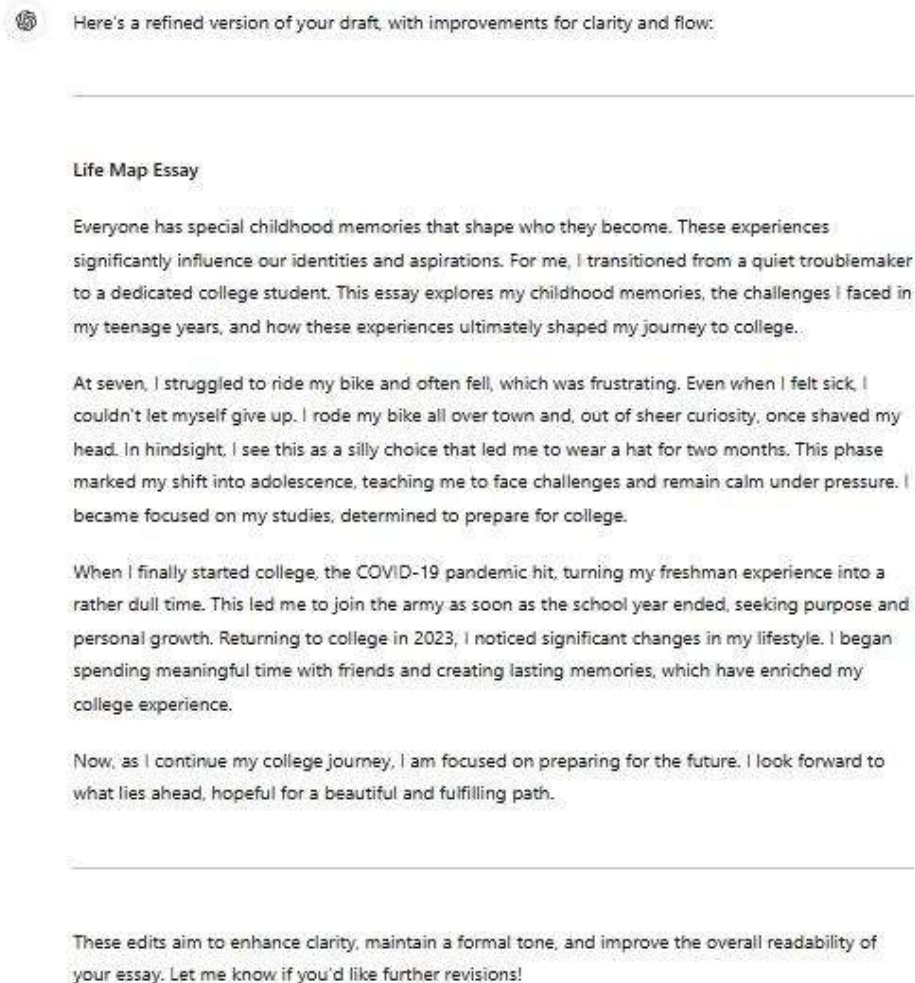 Here's a refined version of your draft, with improvements for clarity and flow:
Life Map Essay
Everyone has special childhood memories that shape who they become. These experiences
significantly influence our identities and aspirations. For me, I transitioned from a quiet troublemaker
to a dedicated college student. This essay explores my childhood memories, the challenges I faced in
my teenage years, and how these experiences ultimately shaped my journey to college.
At seven, I struggled to ride my bike and often fell, which was frustrating. Even when I felt sick, I
couldn't let myself give up. I rode my bike all over town and, out of sheer curiosity, once shaved my
head. In hindsight, I see this as a silly choice that led me to wear a hat for two months. This phase
marked my shift into adolescence, teaching me to face challenges and remain calm under pressure. I
became focused on my studies, determined to prepare for college.
When I finally started college, the COVID-19 pandemic hit, turning my freshman experience into a
rather dull time. This led me to join the army as soon as the school year ended, seeking purpose and
personal growth. Returning to college in 2023, I noticed significant changes in my lifestyle. I began
spending meaningful time with friends and creating lasting memories, which have enriched my
college experience.
Now, as I continue my college journey, I am focused on preparing for the future. I look forward to
what lies ahead, hopeful for a beautiful and fulfilling path.
These edits aim to enhance clarity, maintain a formal tone, and improve the overall readability of
your essay. Let me know if you'd like further revisions!